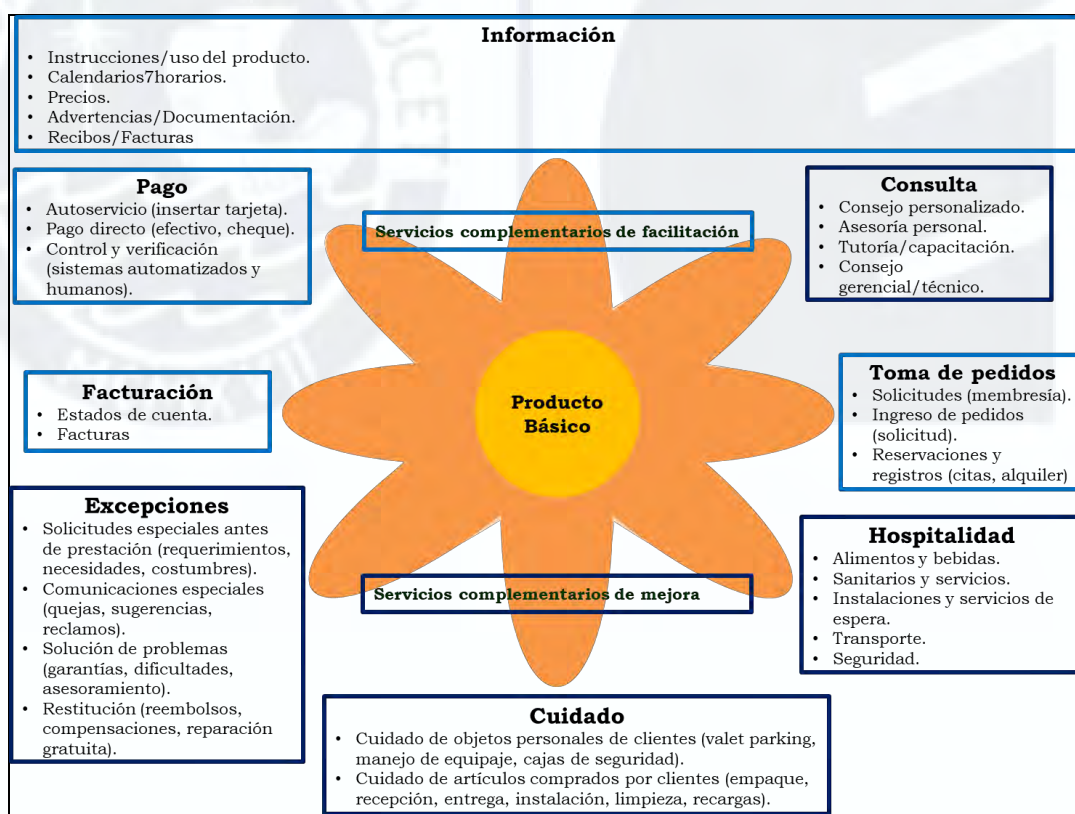 Información
• Instrucciones/uso del producto.
• Calendarios7horarios.
• Precios.
• Advertencias/Documentación.
• Recibos/Facturas
Pago
• Autoservicio (insertar tarjeta).
• Pago directo (efectivo, cheque).
• Control y verificación
(sistemas automatizados y
humanos).
Servicios complementarios de facilitación
Consulta
• Consejo personalizado.
• Asesoría personal.
• Tutoría/capacitación.
• Consejo
gerencial/técnico.
Facturación
• Estados de cuenta.
• Facturas
Producto
Básico
Toma de pedidos
• Solicitudes (membresía).
• Ingreso de pedidos
(solicitud).
• Reservaciones y
registros (citas, alquiler)
Excepciones
• Solicitudes especiales antes
de prestación (requerimientos,
necesidades, costumbres).
• Comunicaciones especiales
(quejas, sugerencias,
reclamos).
• Solución de problemas
(garantías, dificultades,
asesoramiento).
• Restitución (reembolsos,
compensaciones, reparación
gratuita).
Servicios complementarios de mejora
Hospitalidad
• Alimentos y bebidas.
• Sanitarios y servicios.
• Instalaciones y servicios de
espera.
• Transporte.
• Seguridad.
Cuidado
• Cuidado de objetos personales de clientes (valet parking,
manejo de equipaje, cajas de seguridad).
• Cuidado de artículos comprados por clientes (empaque,
recepción, entrega, instalación, limpieza, recargas).